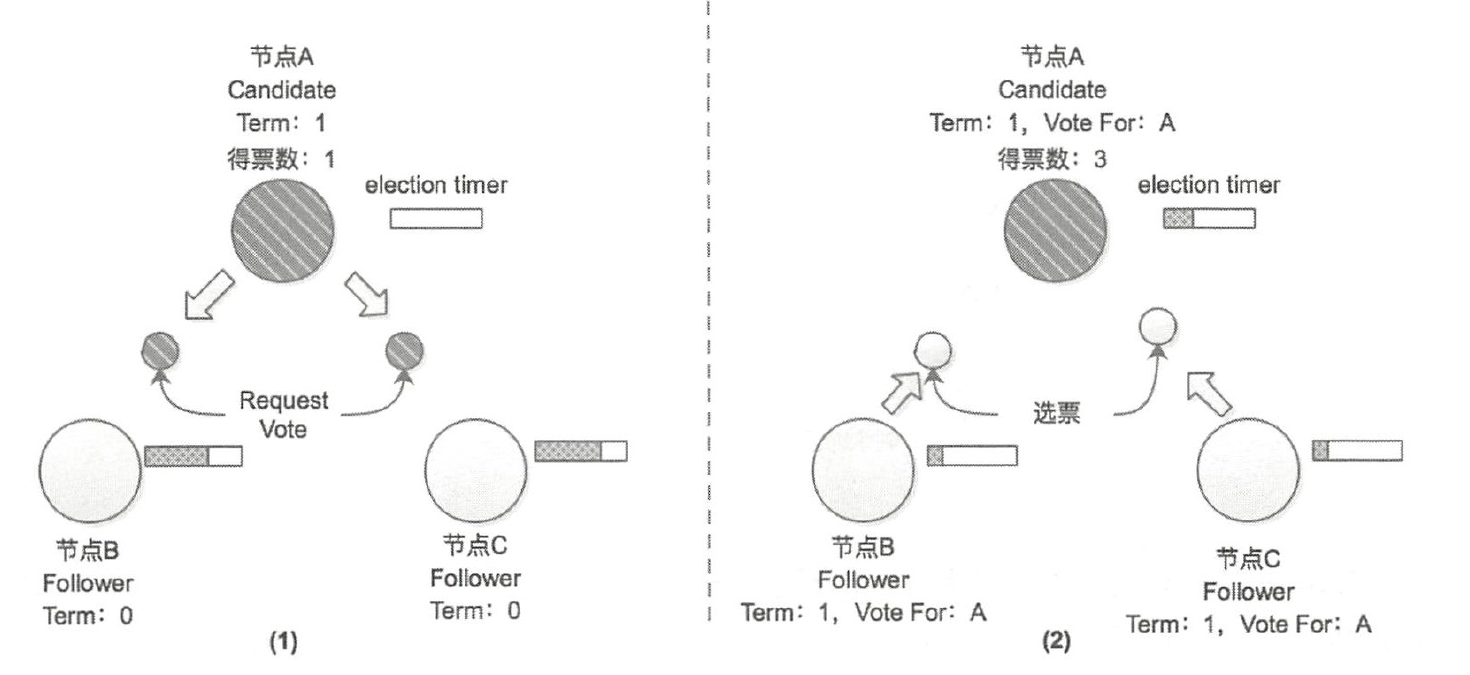 节点A
Candidate
Term: 1
得票数: 1
election timer
Request
Vote
节点B
Follower
Term: 0
节点C
Follower
Term: 0
(1)
节点A
Candidate
Term: 1, Vote For: A
得票数: 3
election timer
选票
节点B
Follower
Term: 1, Vote For: A
节点C
Follower
Term: 1, Vote For: A
(2)